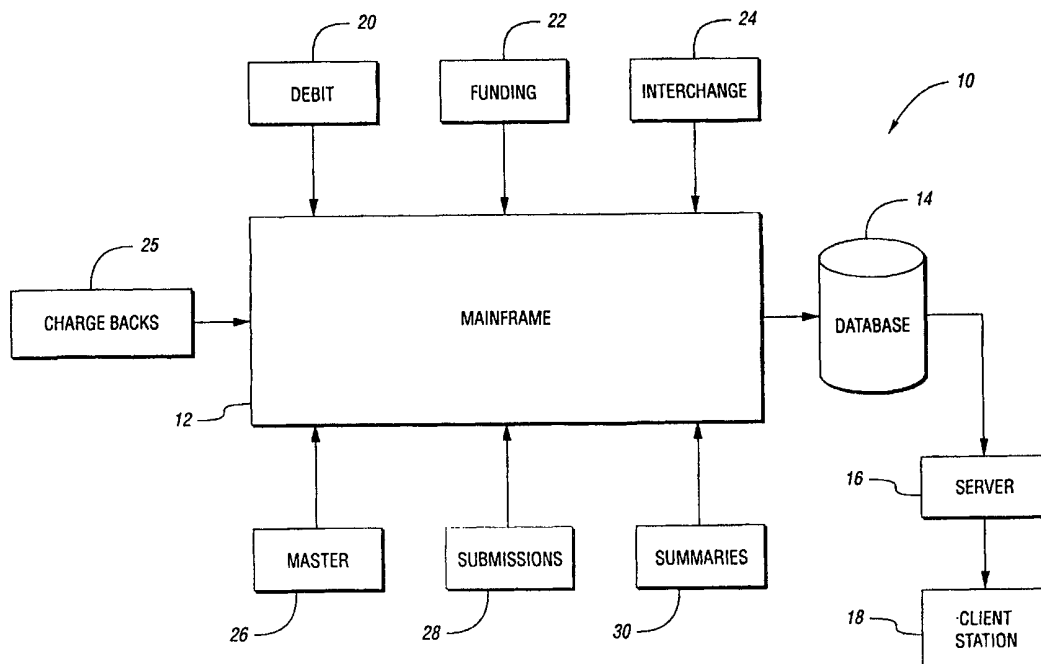 20
22
24
DEBIT
FUNDING
INTERCHANGE
10
14
25
CHARGE BACKS
MAINFRAME
DATABASE
12
16
SERVER
MASTER
SUBMISSIONS
SUMMARIES
26
28
30
18
CLIENT
STATION